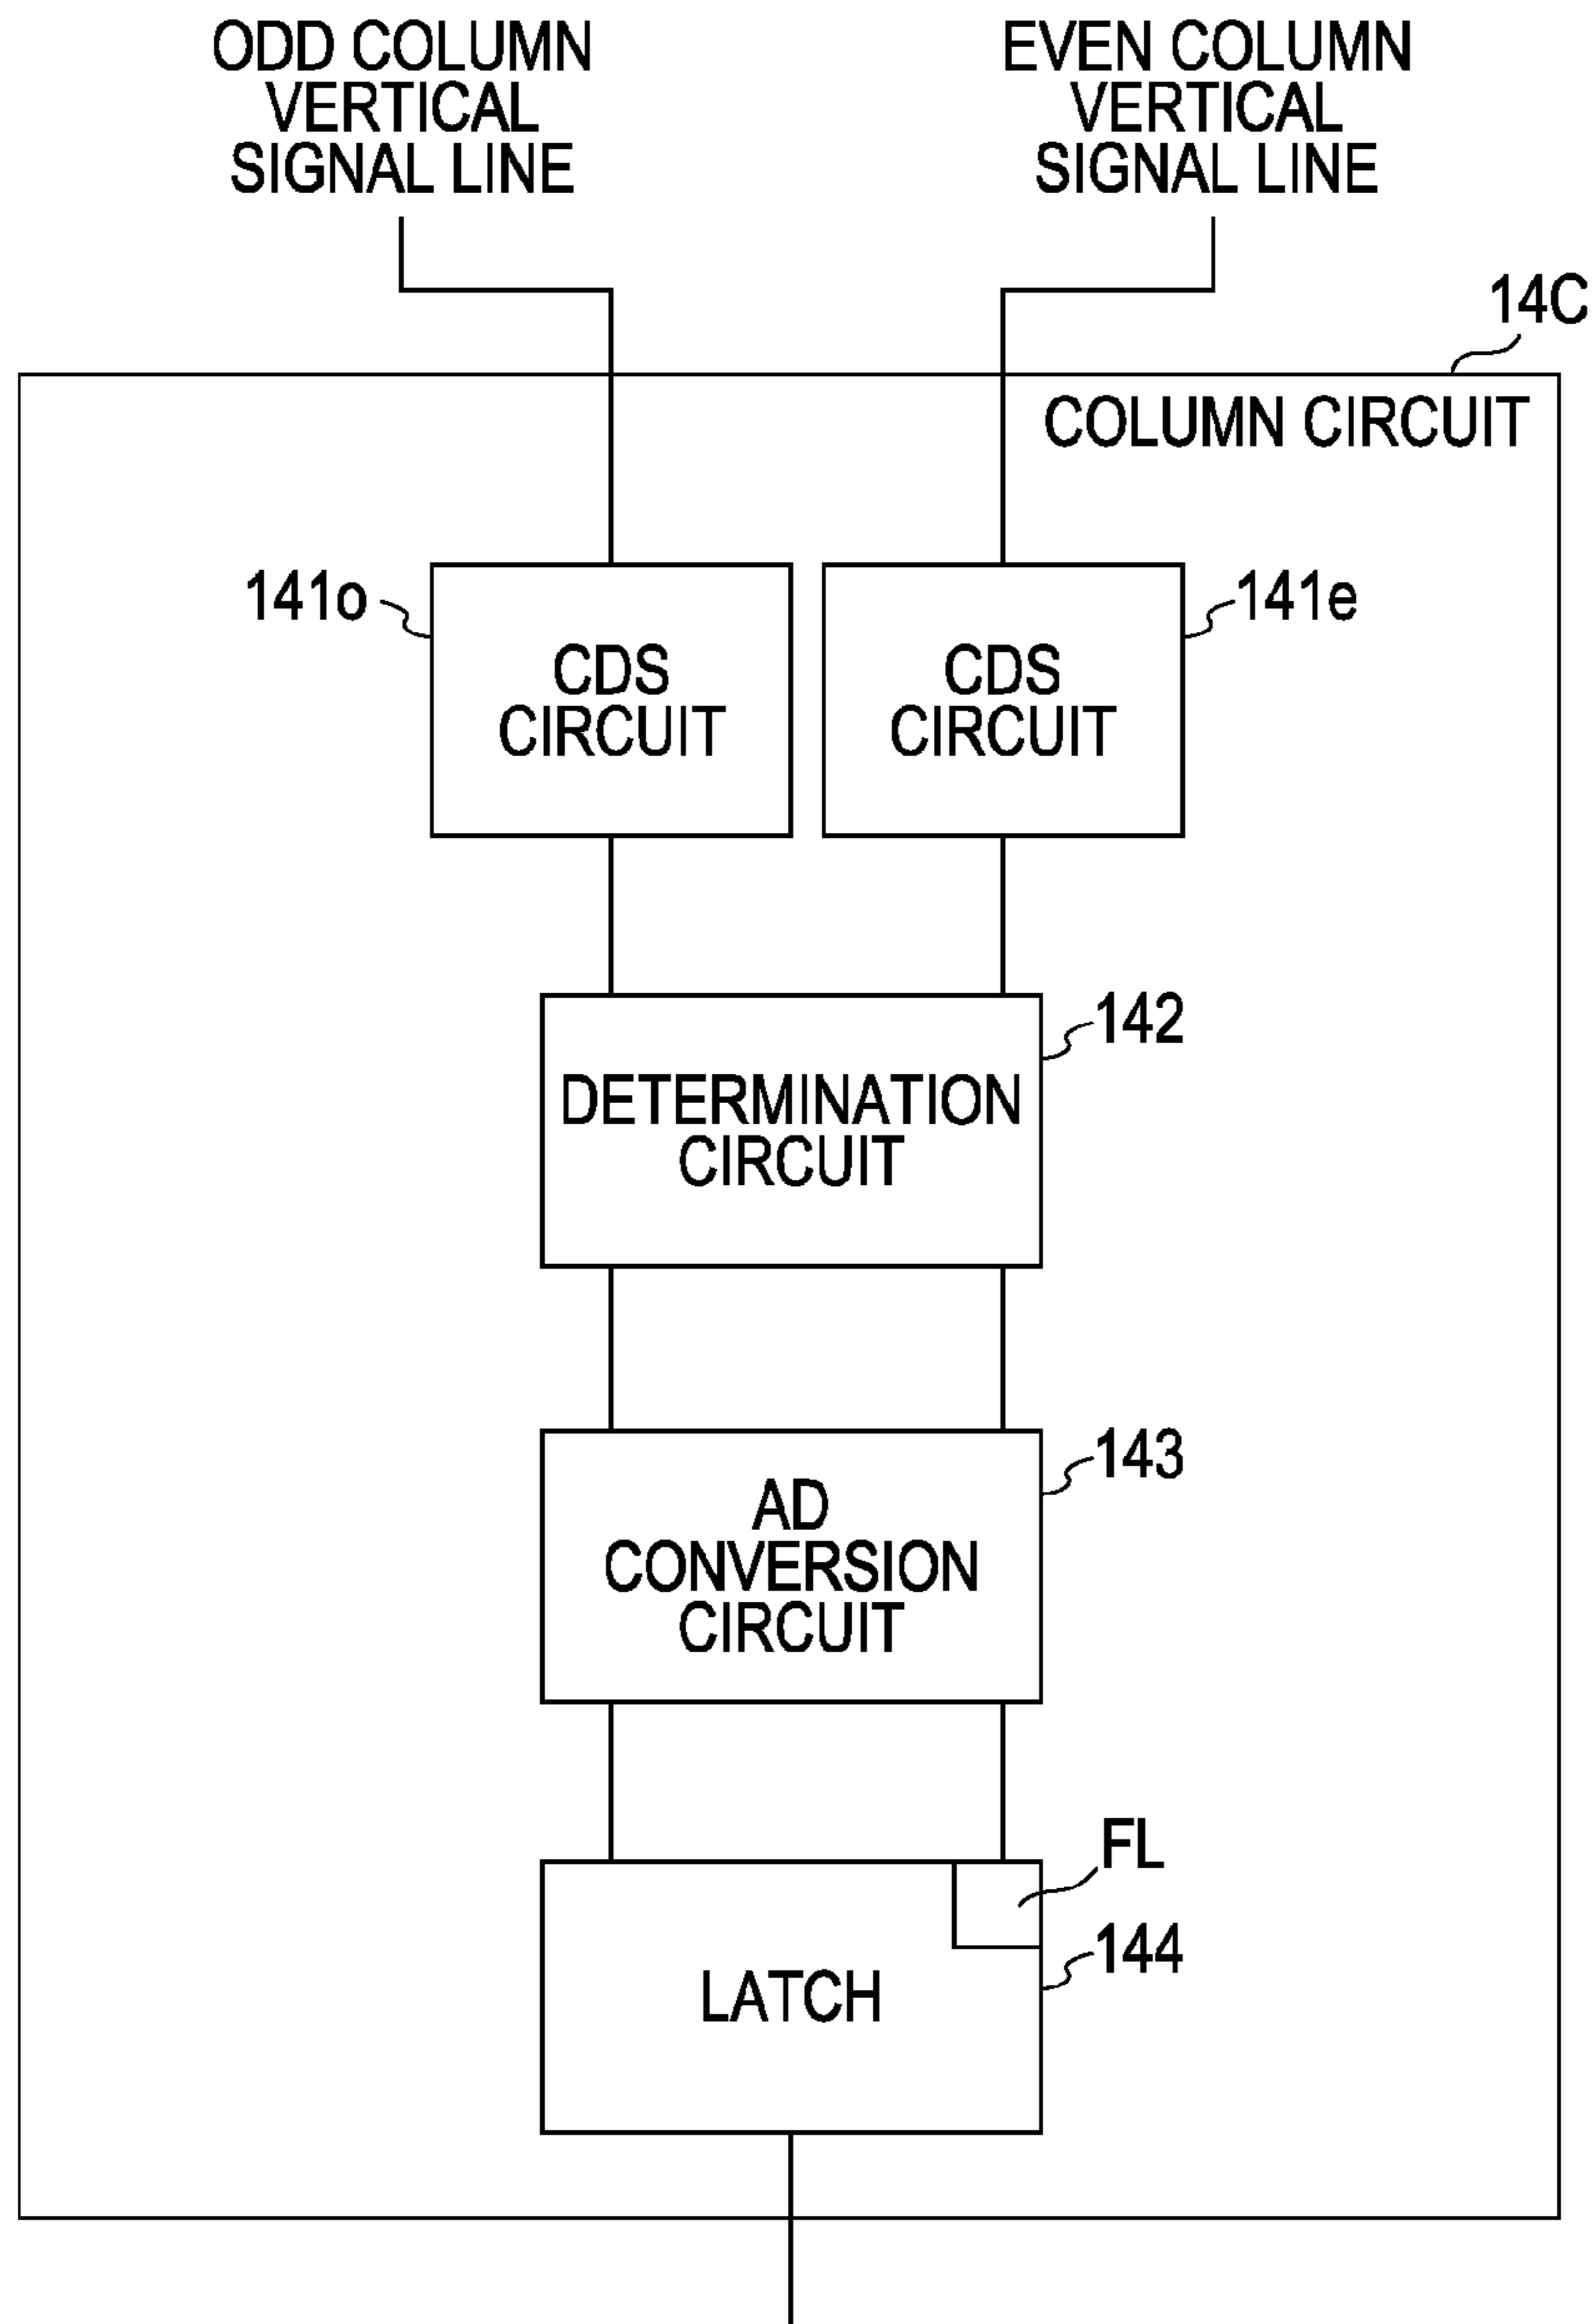 ODD COLUMN
VERTICAL
SIGNAL LINE
EVEN COLUMN
VERTICAL
SIGNAL LINE
14C
COLUMN CIRCUIT
141o
CDS
CIRCUIT
CDS
CIRCUIT
141e
142
DETERMINATION
CIRCUIT
143
AD
CONVERSION
CIRCUIT
FL
144
LATCH